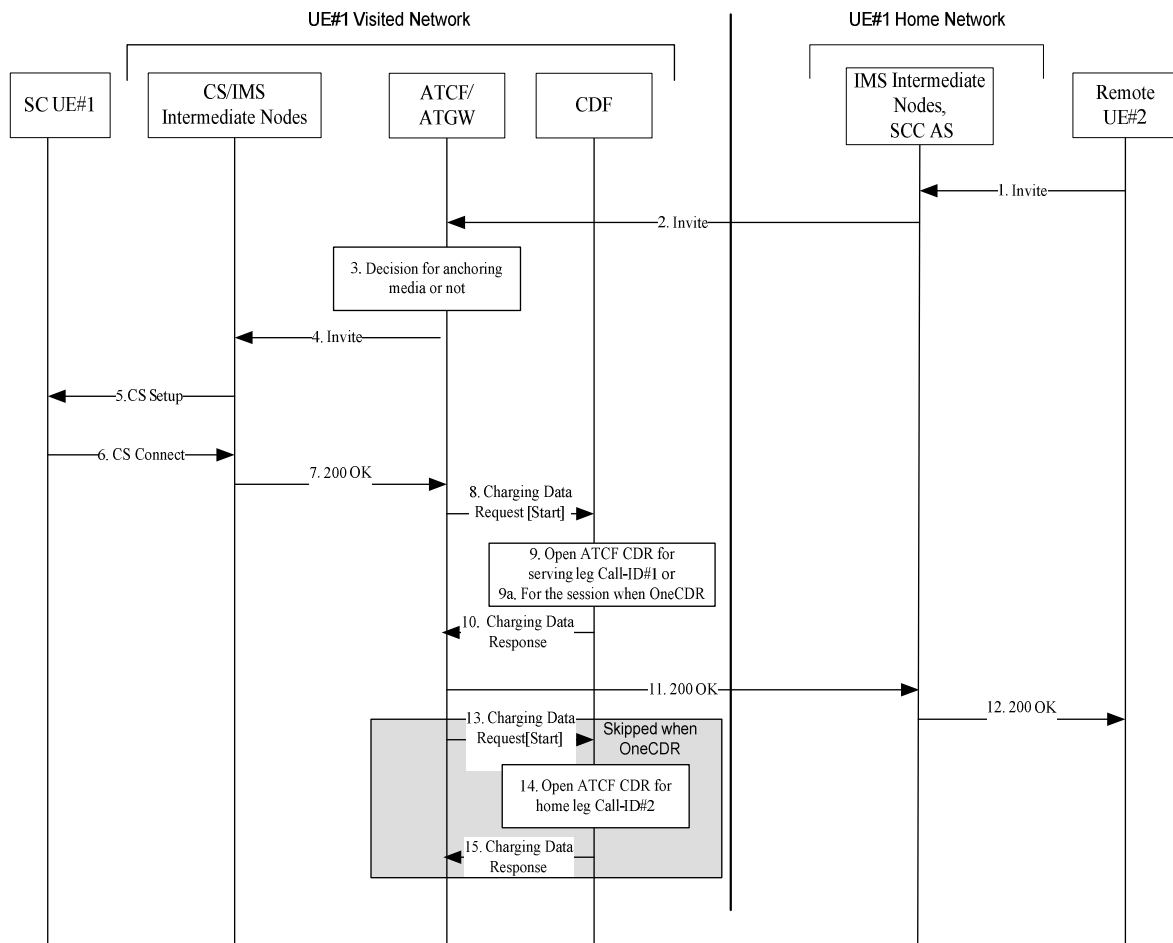 UE#1 Visited Network
UE#1 Home Network
SC UE#1
CS/IMS
Intermediate Nodes
ATCF/
ATGW
CDF
IMS Intermediate
Nodes,
SCC AS
Remote
UE#2
1. Invite
2. Invite
3. Decision for anchoring
media or not
4. Invite
5.CS Setup
6. CS Connect
7. 200 OK
8. Charging Data
Request [Start]
9. Open ATCF CDR for
serving leg Call-ID#1 or
9a. For the session when OneCDR
10. Charging Data
Response
11. 200 OK
12. 200 OK
13. Charging Data
Request[Start]
Skipped when
OneCDR
14. Open ATCF CDR for
home leg Call-ID#2
15. Charging Data
Response